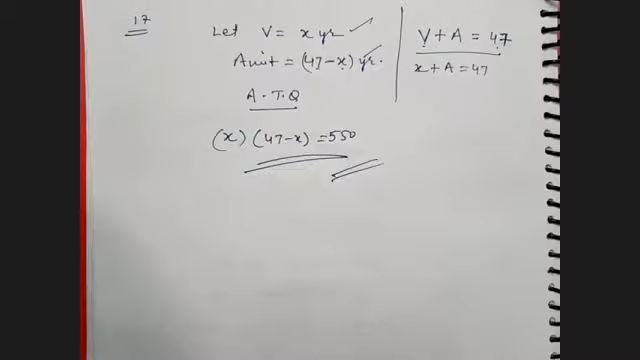 17
Let V = x yr
Amit = (47-x) yr.
A.T.Q
(x) (47-x) = 550
V + A = 47
x + A = 47